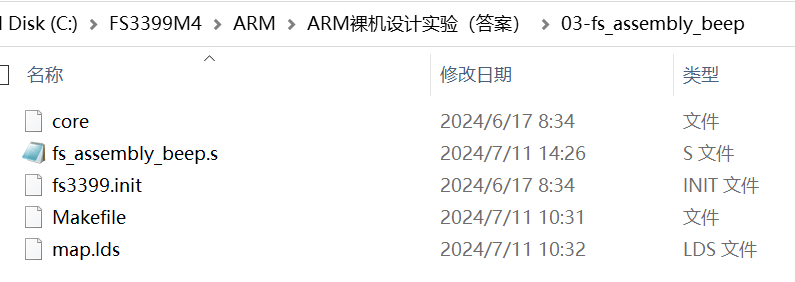 Disk (C:) > FS3399M4 > ARM > ARM裸机设计实验（答案） > 03-fs_assembly_beep
名称 修改日期 类型
core 2024/6/17 8:34 文件
fs_assembly_beep.s 2024/7/11 14:26 S 文件
fs3399.init 2024/6/17 8:34 INIT 文件
Makefile 2024/7/11 10:31 文件
map.lds 2024/7/11 10:32 LDS 文件